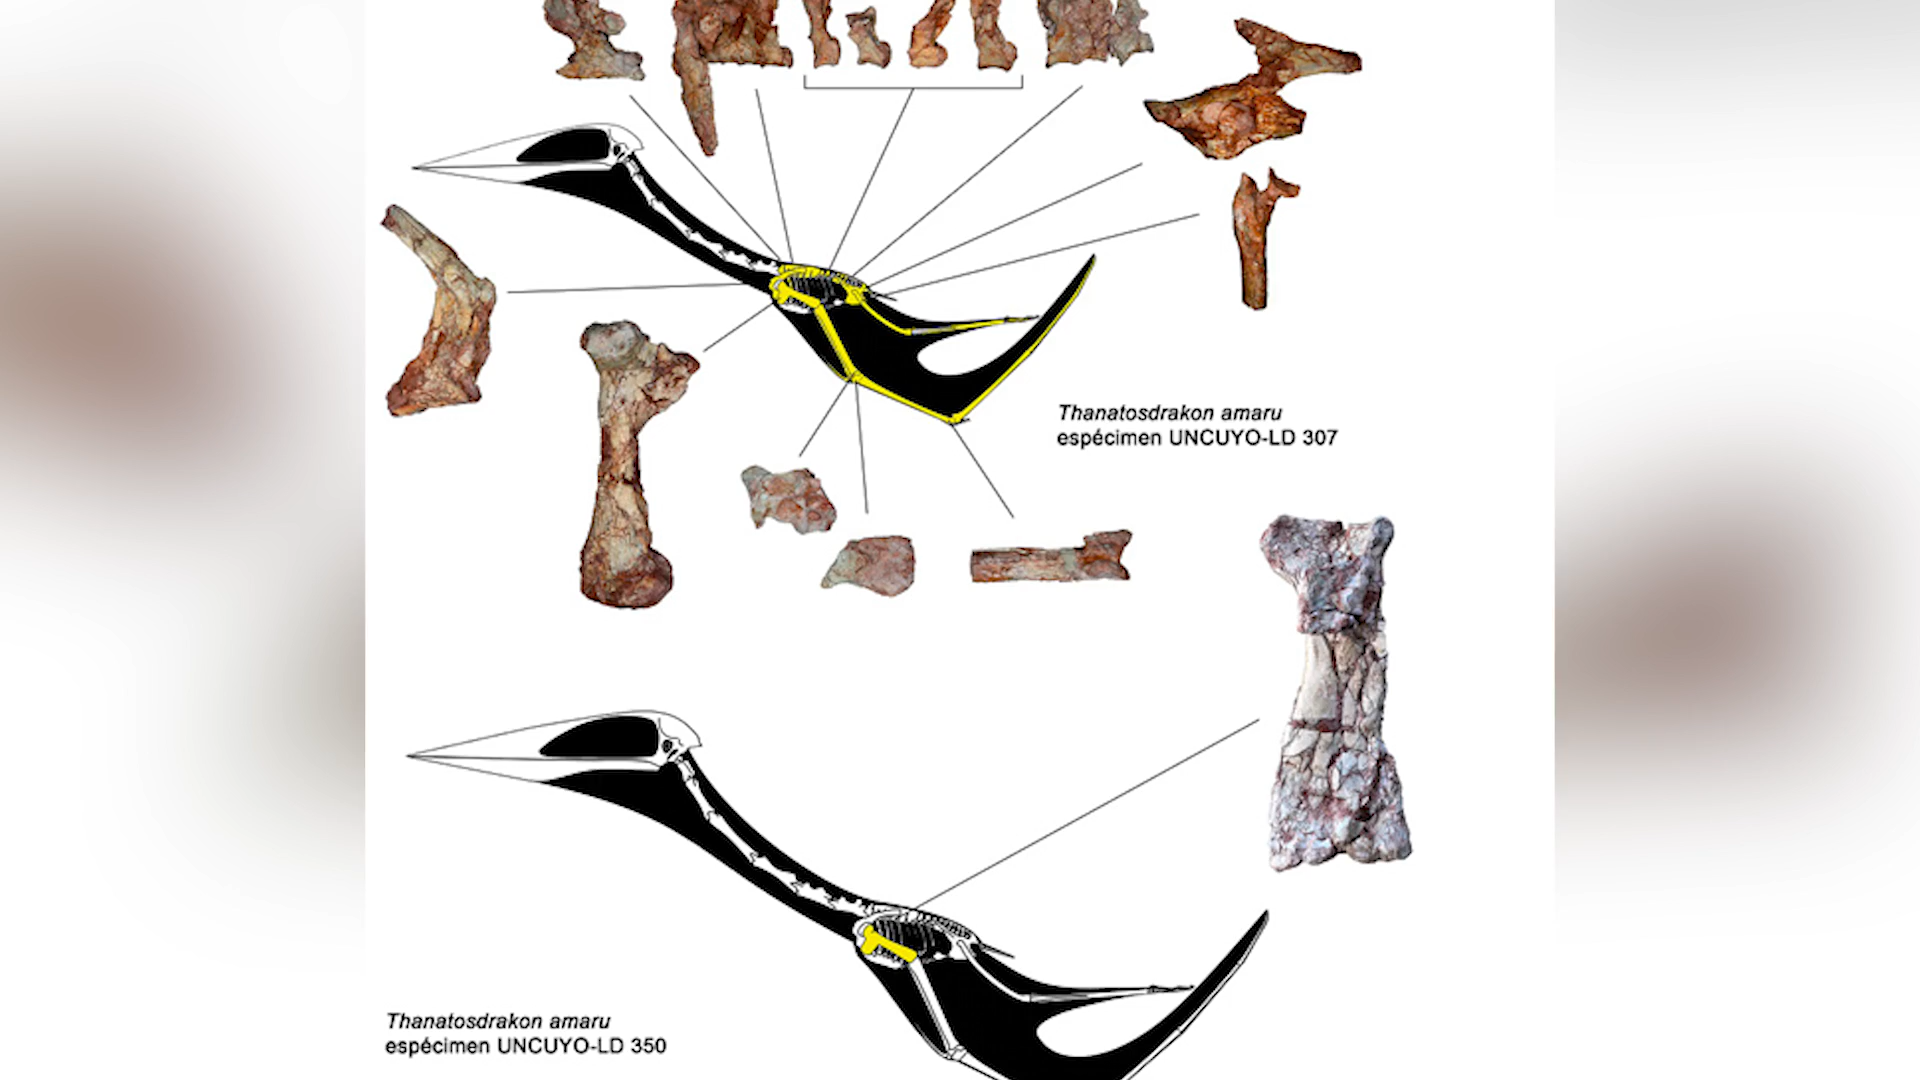 Thanatosdrakon amaru
espécimen UNCUYO-LD 307
Thanatosdrakon amaru
espécimen UNCUYO-LD 350